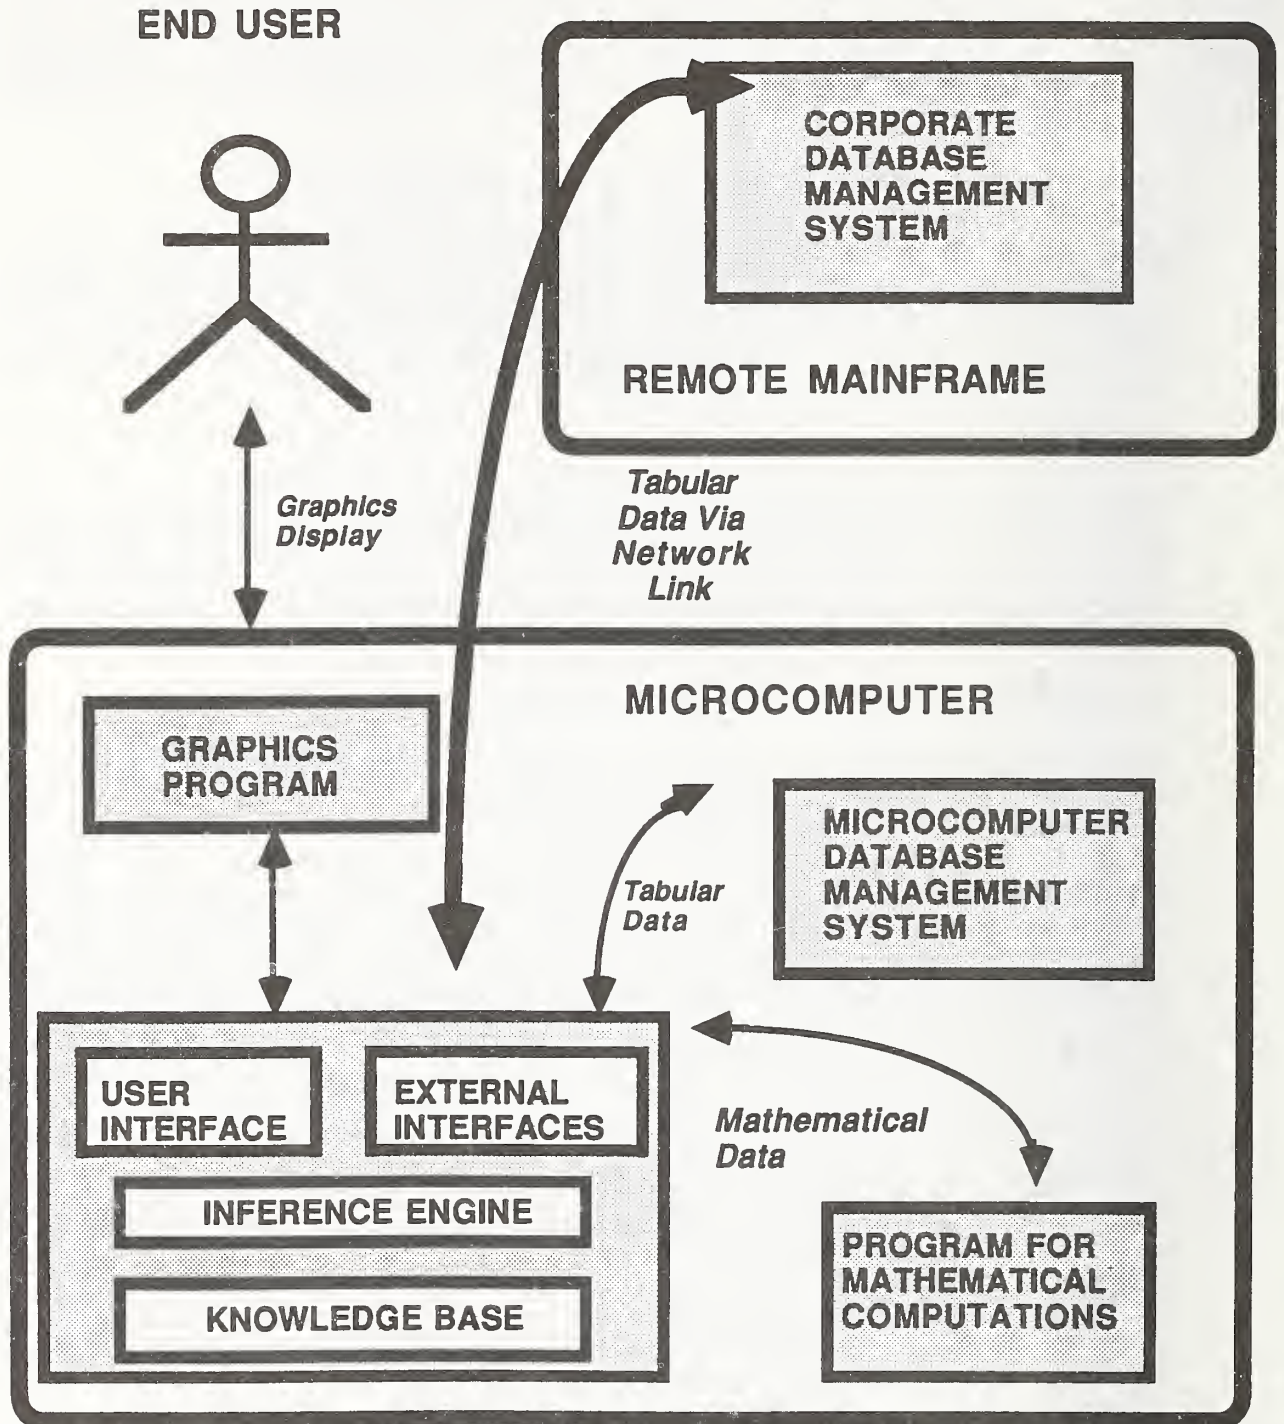 END USER
CORPORATE
DATABASE
MANAGEMENT
SYSTEM
REMOTE MAINFRAME
Graphics
Display
Tabular
Data Via
Network
Link
MICROCOMPUTER
GRAPHICS
PROGRAM
MICROCOMPUTER
DATABASE
MANAGEMENT
SYSTEM
Tabular
Data
USER
INTERFACE
EXTERNAL
INTERFACES
Mathematical
Data
INFERENCE ENGINE
KNOWLEDGE BASE
PROGRAM FOR
MATHEMATICAL
COMPUTATIONS